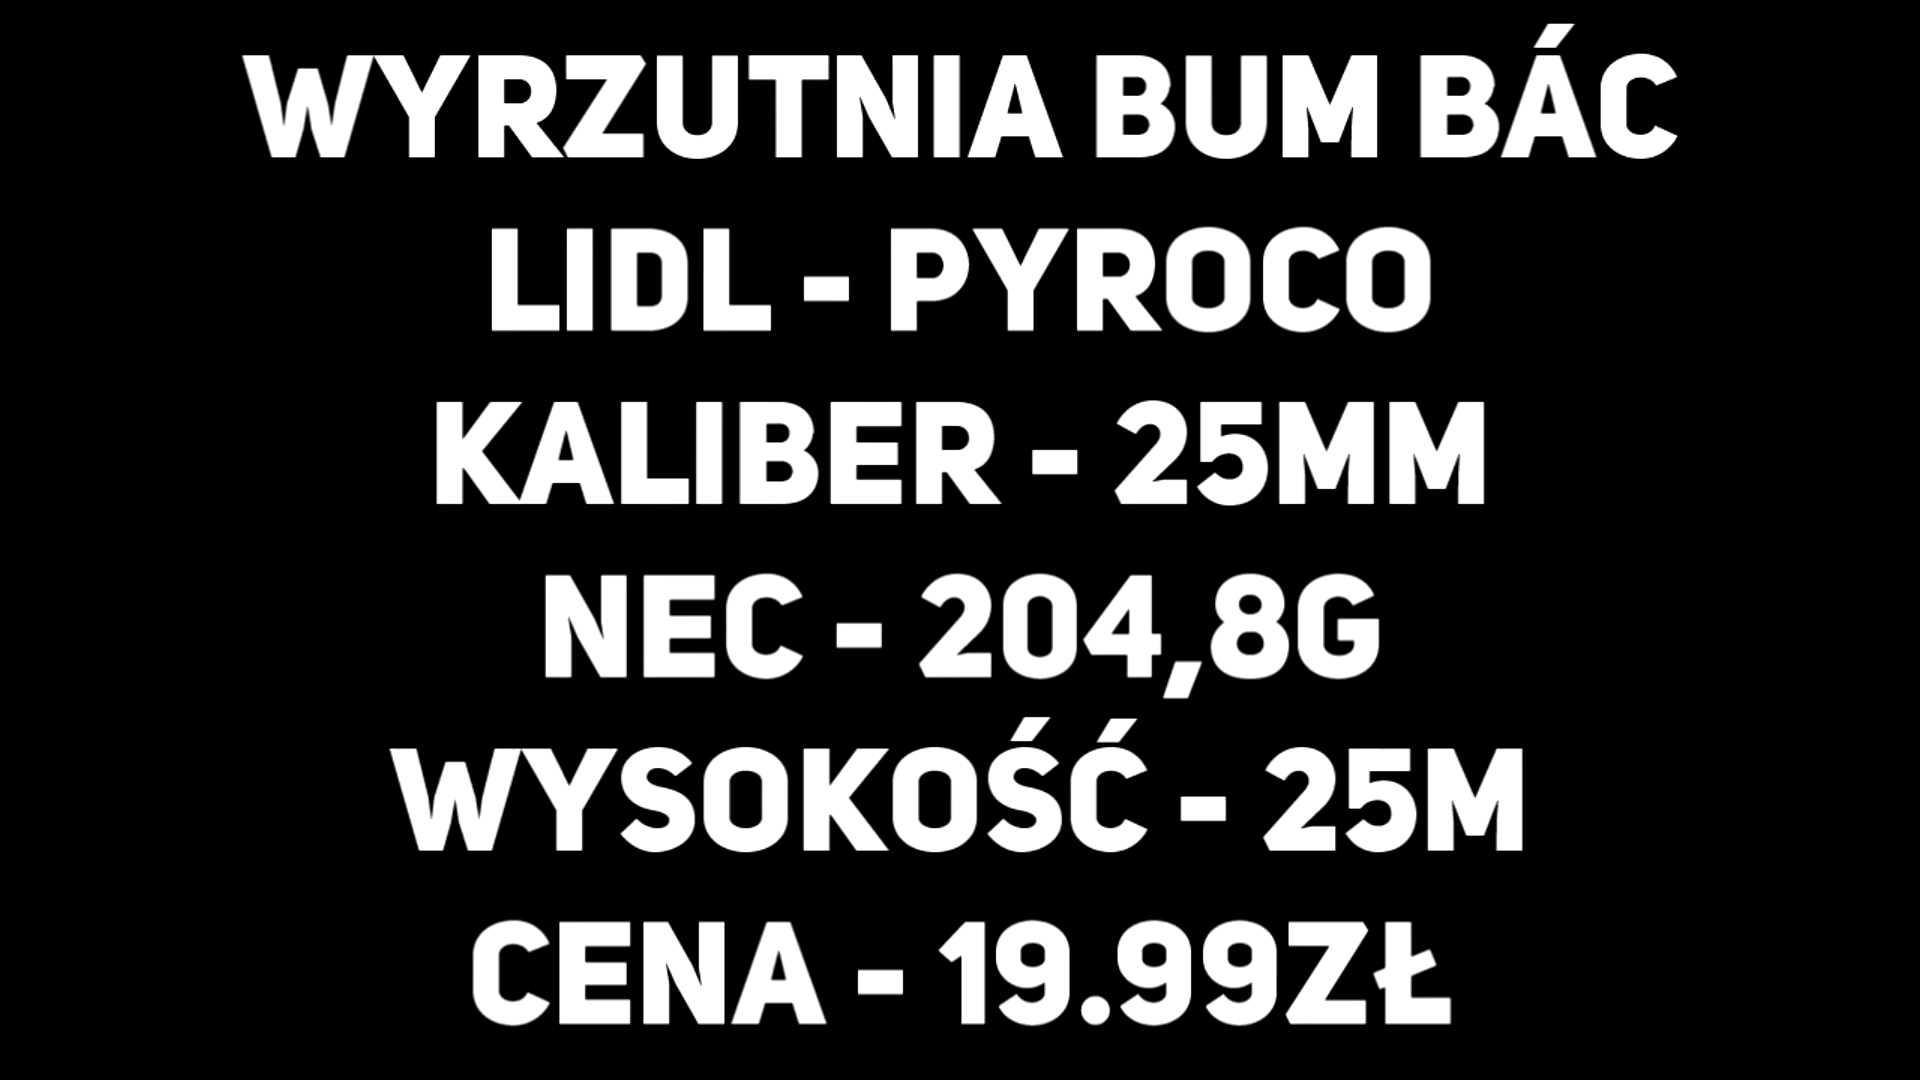 WYRZUTNIA BUM BÁC
LIDL - PYROCO
KALIBER - 25MM
NEC - 204,8G
WYSOKOŚĆ - 25M
CENA - 19.99ZŁ